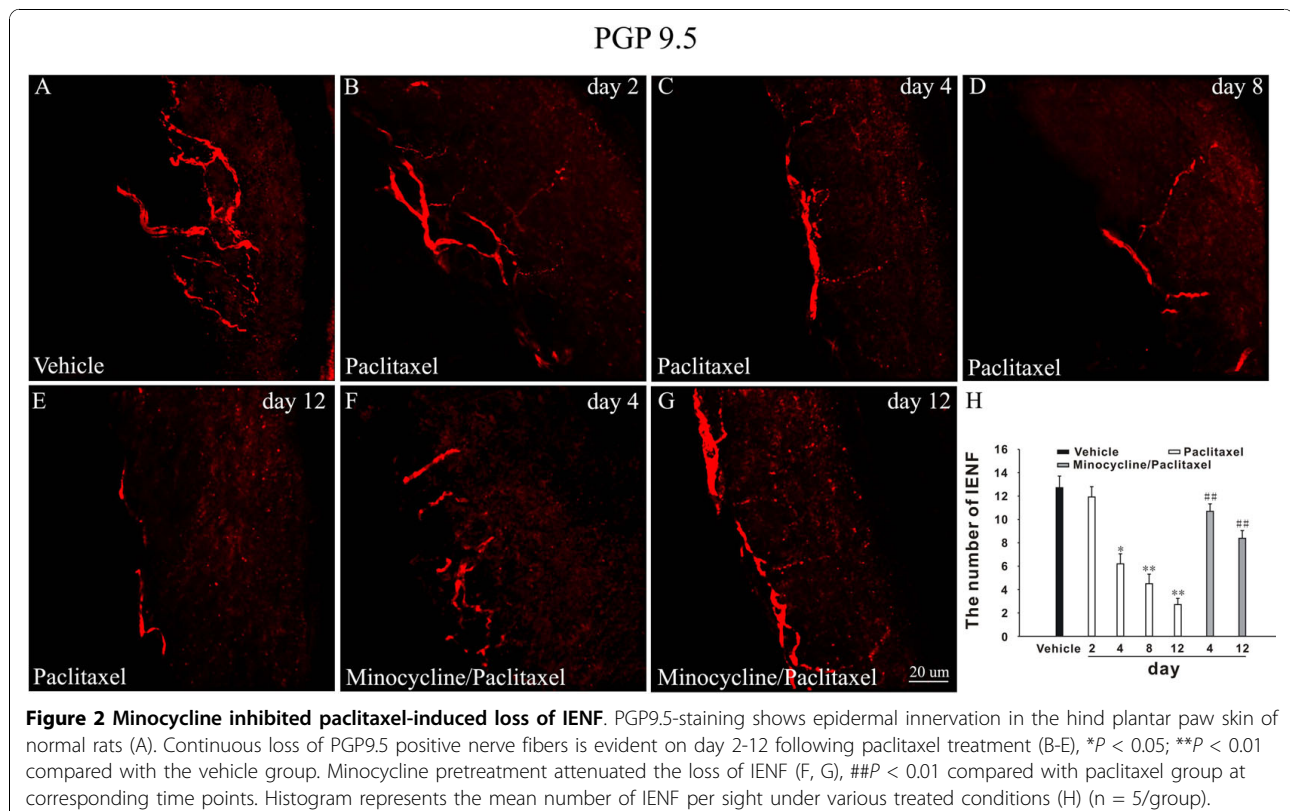 PGP 9.5
A
Vehicle
B day 2
Paclitaxel
C day 4
Paclitaxel
D day 8
Paclitaxel
E day 12
Paclitaxel
F day 4
Minocycline/Paclitaxel
G day 12
Minocycline/Paclitaxel
20 um
H
Vehicle Paclitaxel
Minocycline/Paclitaxel
The number of IENF
16
14
12
10
8
6
4
2
0
* ** ** ## ##
Vehicle 2 4 8 12 4 12
day
Figure 2 Minocycline inhibited paclitaxel-induced loss of IENF. PGP9.5-staining shows epidermal innervation in the hind plantar paw skin of
normal rats (A). Continuous loss of PGP9.5 positive nerve fibers is evident on day 2-12 following paclitaxel treatment (B-E), *P < 0.05; **P < 0.01
compared with the vehicle group. Minocycline pretreatment attenuated the loss of IENF (F, G), ##P < 0.01 compared with paclitaxel group at
corresponding time points. Histogram represents the mean number of IENF per sight under various treated conditions (H) (n = 5/group).